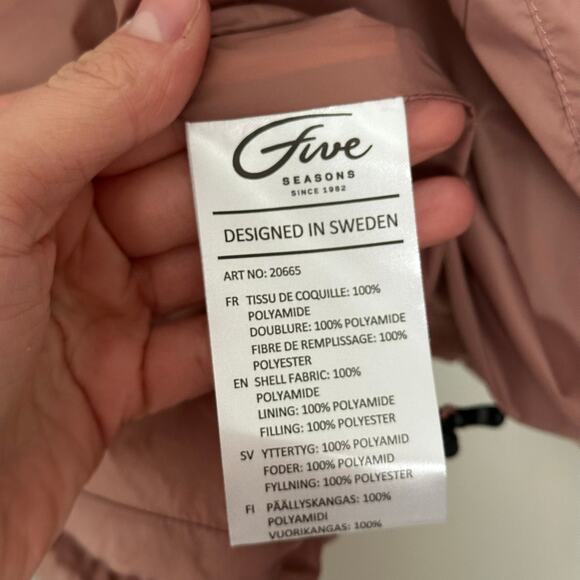 Five
SEASONS
SINCE 1982
DESIGNED IN SWEDEN
ART NO: 20665
FR TISSU DE COQUILLE: 100%
POLYAMIDE
DOUBLURE: 100% POLYAMIDE
FIBRE DE REMPLISSAGE: 100%
POLYESTER
EN SHELL FABRIC: 100%
POLYAMIDE
LINING: 100% POLYAMIDE
FILLING: 100% POLYESTER
SV YTTERTYG: 100% POLYAMID
FODER: 100% POLYAMID
FYLLNING: 100% POLYESTER
FI PÄÄLLYSKANGAS: 100%
POLYAMIDI
VUORIKANGAS: 100%